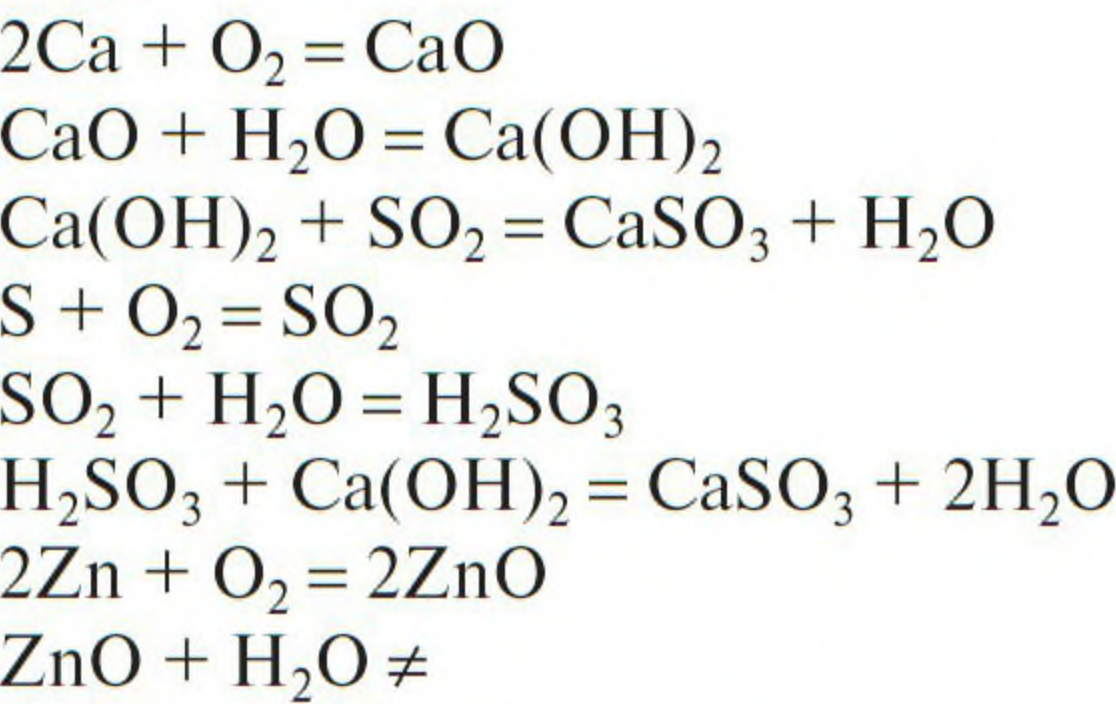 2Ca + O₂ = CaO
CaO + H₂O = Ca(OH)₂
Ca(OH)₂ + SO₂ = CaSO₃ + H₂O
S + O₂ = SO₂
SO₂ + H₂O = H₂SO₃
H₂SO₃ + Ca(OH)₂ = CaSO₃ + 2H₂O
2Zn + O₂ = 2ZnO
ZnO + H₂O ≠